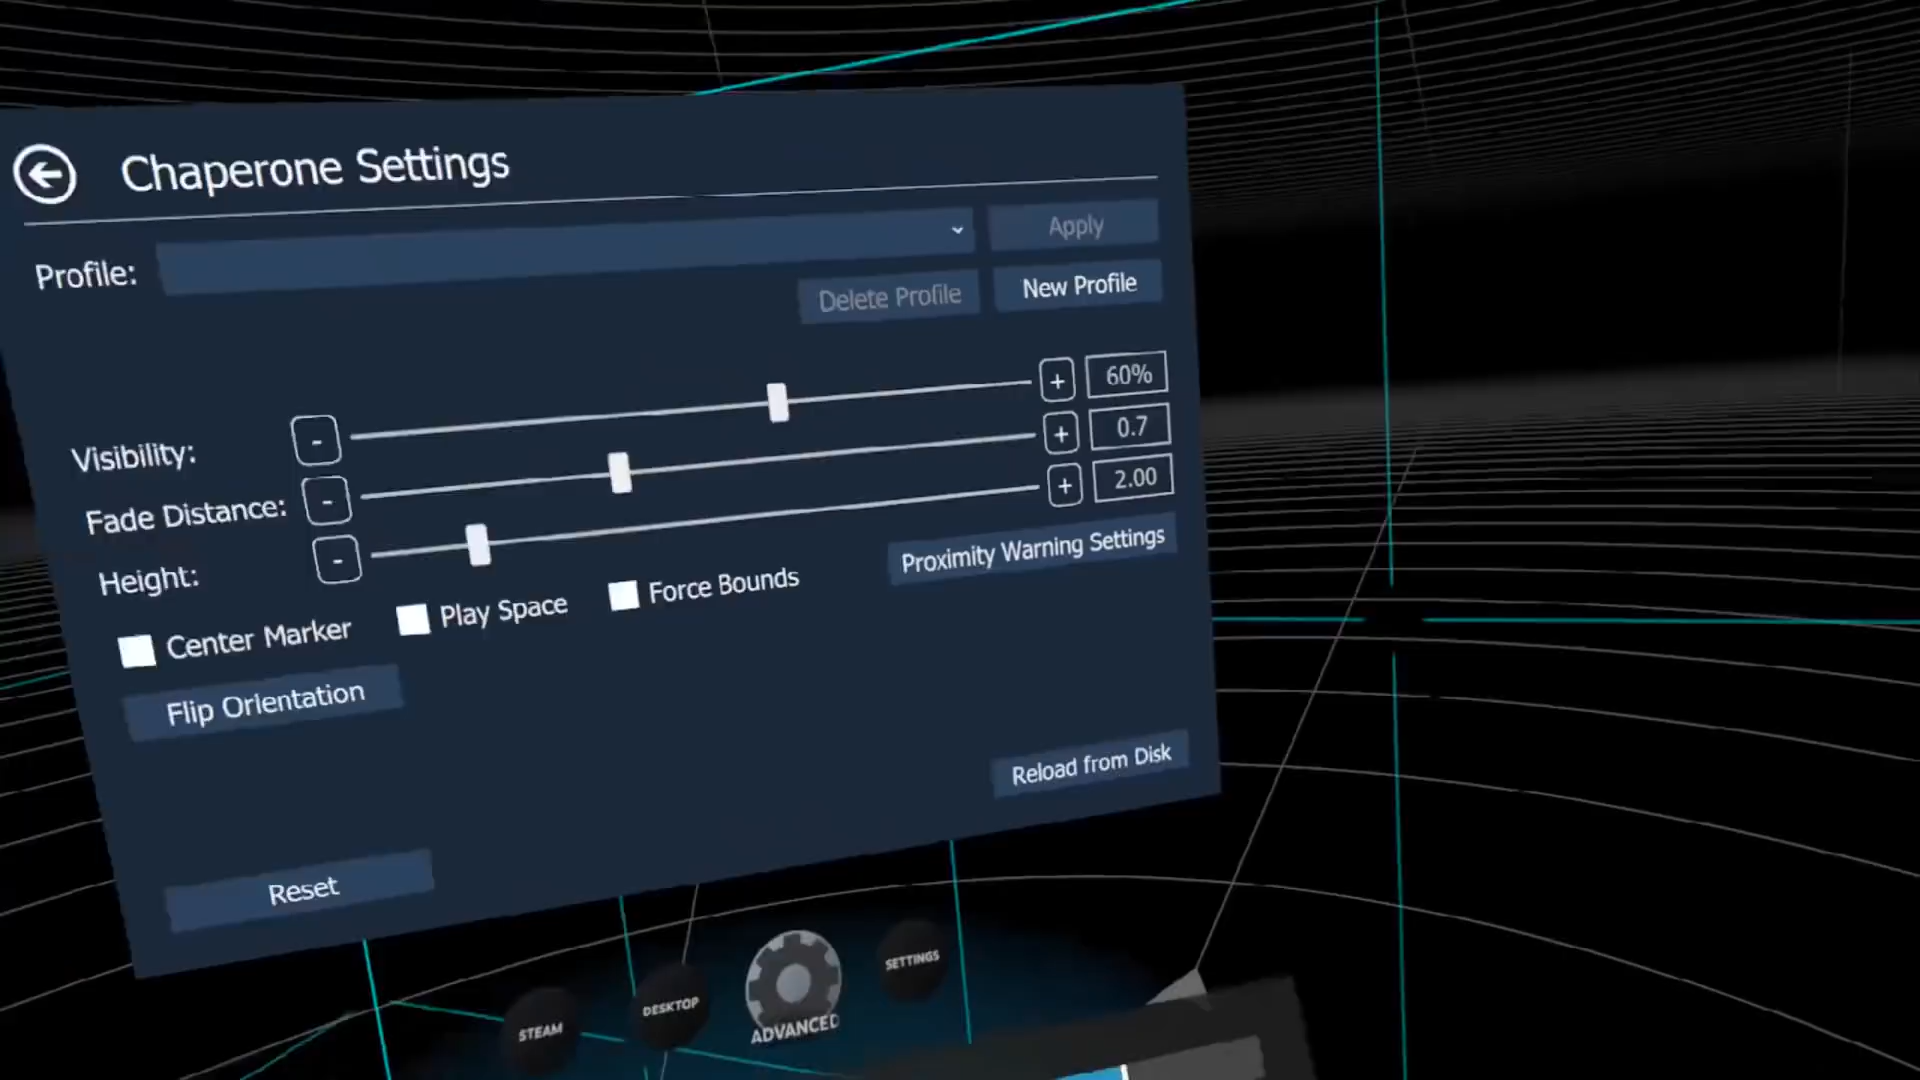 Chaperone Settings
Profile:
Apply
Delete Profile
New Profile
Visibility:
-
+
60%
Fade Distance:
-
+
0.7
Height:
-
+
2.00
Center Marker
Play Space
Force Bounds
Proximity Warning Settings
Flip Orientation
Reload from Disk
Reset
STEAM
DESKTOP
ADVANCED
SETTINGS